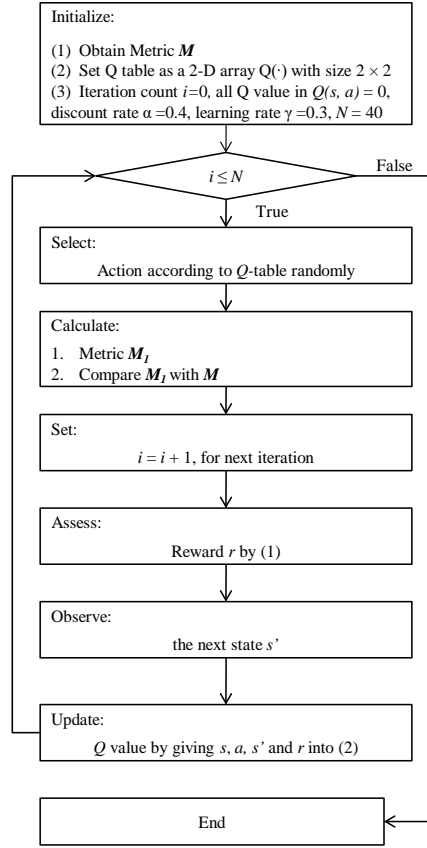 Initialize:
(1) Obtain Metric M
(2) Set Q table as a 2-D array Q(·) with size 2 × 2
(3) Iteration count i=0, all Q value in Q(s, a) = 0,
discount rate α =0.4, learning rate γ =0.3, N = 40
i ≤ N
False
True
Select:
Action according to Q-table randomly
Calculate:
1. Metric M1
2. Compare M1 with M
Set:
i = i + 1, for next iteration
Assess:
Reward r by (1)
Observe:
the next state s’
Update:
Q value by giving s, a, s’ and r into (2)
End